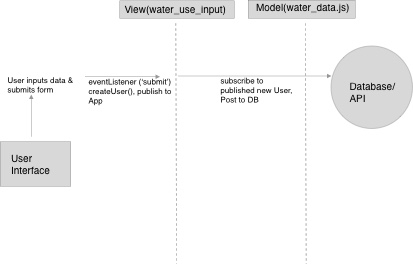 View(water_use_input)
Model(water_data.js)
User inputs data &
submits form
eventListener ('submit')
createUser(), publish to
App
subscribe to
published new User,
Post to DB
Database/
API
User
Interface